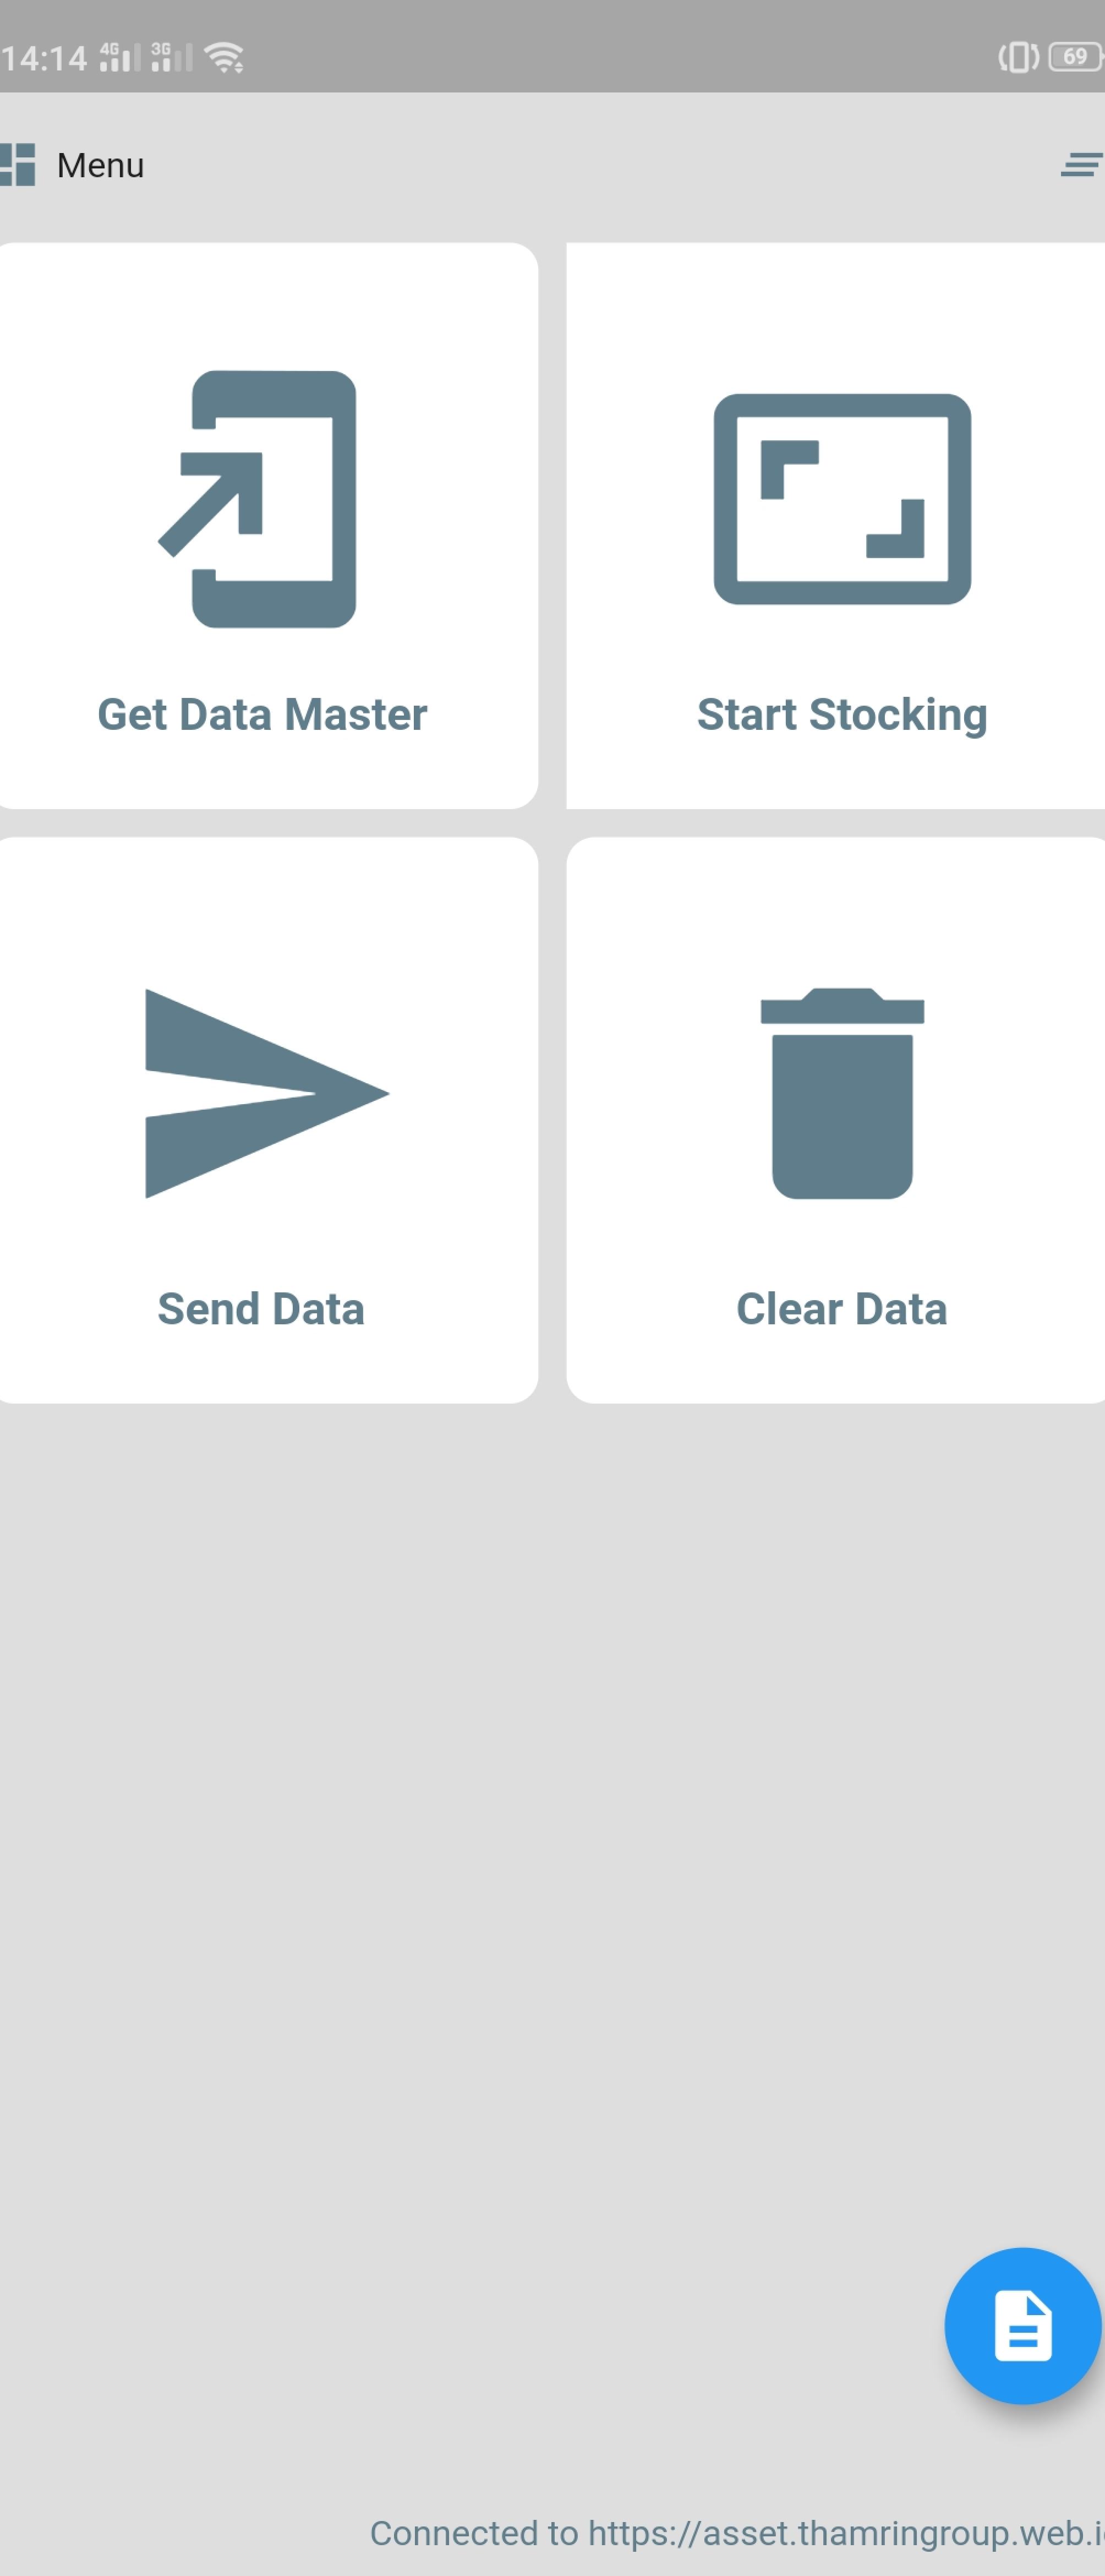 14:14 4G 3G 69
Menu
Get Data Master
Start Stocking
Send Data
Clear Data
Connected to https://asset.thamringroup.web.i